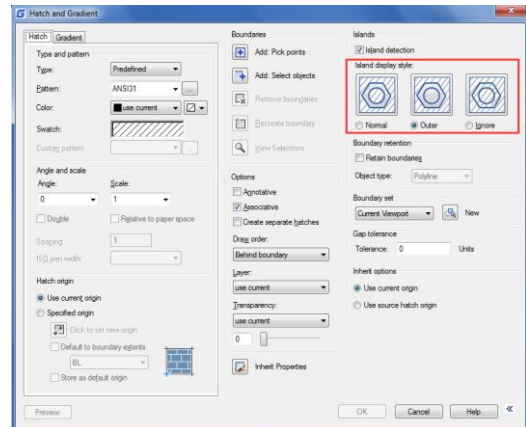 Hatch and Gradient
Hatch Gradient
Type and pattern
Type: Predefined
Pattern: ANSI31 ...
Color: use current
Swatch:
Custom pattern: ...
Angle and scale
Angle: Scale:
0 1
Double Relative to paper space
Spacing: 1
ISO pen width:
Hatch origin
Use current origin
Specified origin
Click to set new origin
Default to boundary extents
BL
Store as default origin
Preview
Boundaries
Add: Pick points
Add: Select objects
Remove boundaries
Recreate boundary
View Selections
Options
Annotative
Associative
Create separate hatches
Draw order:
Behind boundary
Layer:
use current
Transparency:
use current
0
Inherit Properties
Islands
Island detection
Island display style:
Normal Outer Ignore
Boundary retention
Retain boundaries
Object type: Polyline
Boundary set
Current Viewport New
Gap tolerance
Tolerance: 0 Units
Inherit options
Use current origin
Use source hatch origin
OK Cancel Help «